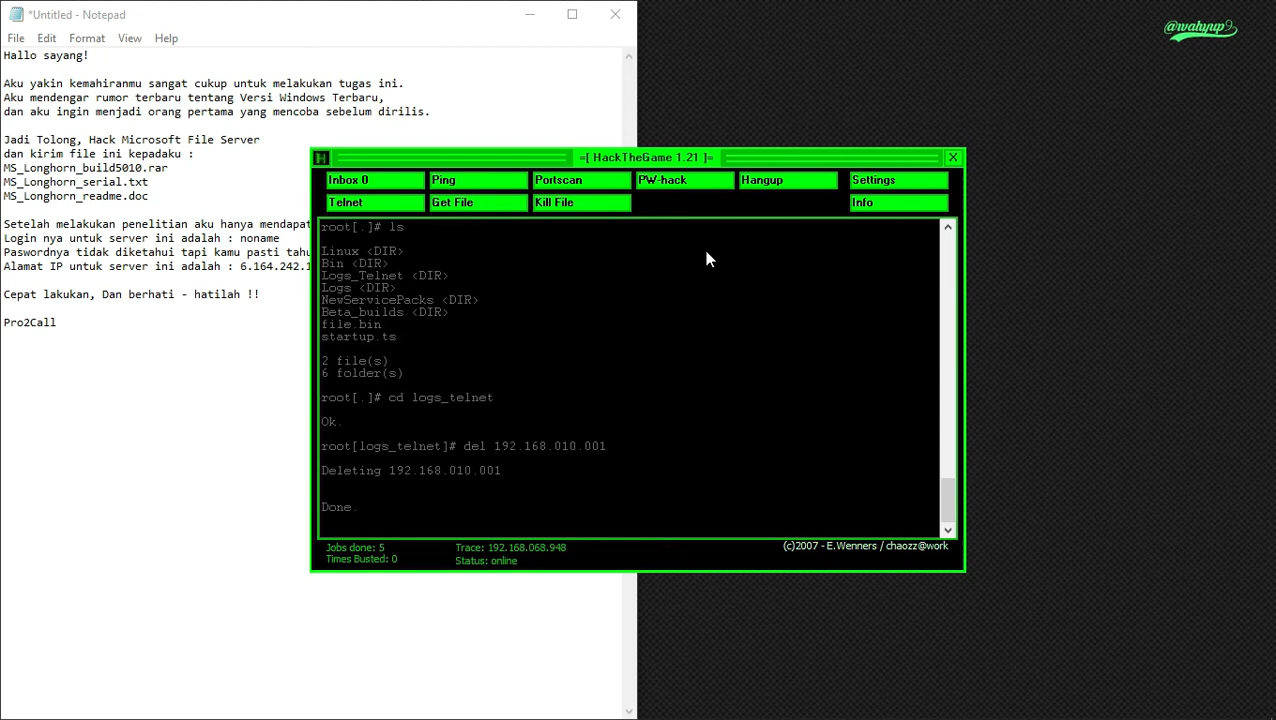 *Untitled - Notepad
File Edit Format View Help
Hallo sayang!
Aku yakin kemahiranmu sangat cukup untuk melakukan tugas ini.
Aku mendengar rumor terbaru tentang Versi Windows Terbaru,
dan aku ingin menjadi orang pertama yang mencoba sebelum dirilis.
Jadi Tolong, Hack Microsoft File Server
dan kirim file ini kepadaku :
MS_Longhorn_build5010.rar
MS_Longhorn_serial.txt
MS_Longhorn_readme.doc
Setelah melakukan penelitian aku hanya mendapat
Login nya untuk server ini adalah : noname
Paswordnya tidak diketahui tapi kamu pasti tahu
Alamat IP untuk server ini adalah : 6.164.242.1
Cepat lakukan, Dan berhati - hatilah !!
Pro2Call
@wahyup9
=[ HackTheGame 1.21 ]=
X
Inbox 0 Ping Portscan PW-hack Hangup Settings
Telnet Get File Kill File Info
root[.]# ls
Linux <DIR>
Bin <DIR>
Logs_Telnet <DIR>
Logs <DIR>
NewServicePacks <DIR>
Beta_builds <DIR>
file.bin
startup.ts
2 file(s)
6 folder(s)
root[.]# cd logs_telnet
Ok.
root[logs_telnet]# del 192.168.010.001
Deleting 192.168.010.001
Done.
Jobs done: 5 Trace: 192.168.068.948 (c)2007 - E.Wenners / chaozz@work
Times Busted: 0 Status: online